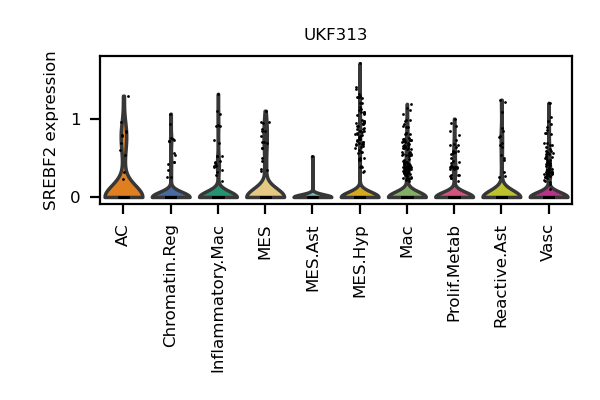 UKF313
SREBF2 expression
1
0
AC
Chromatin.Reg
Inflammatory.Mac
MES
MES.Ast
MES.Hyp
Mac
Prolif.Metab
Reactive.Ast
Vasc